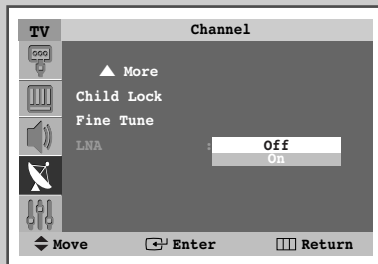 TV Channel
▲ More
Child Lock
Fine Tune
LNA : Off
On
Move Enter Return